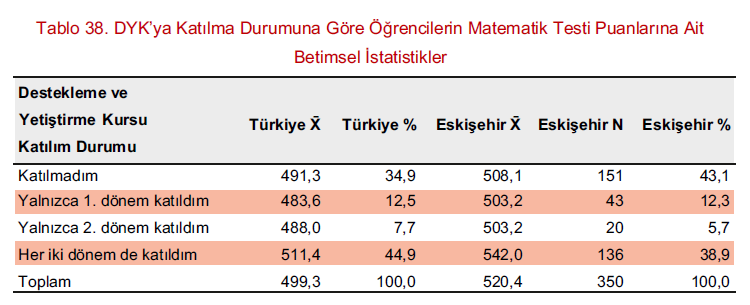 Tablo 38. DYK’ya Katılma Durumuna Göre Öğrencilerin Matematik Testi Puanlarına Ait
Betimsel İstatistikler
Destekleme ve
Yetiştirme Kursu
Katılım Durumu Türkiye X̄ Türkiye % Eskişehir X̄ Eskişehir N Eskişehir %
Katılmadım 491,3 34,9 508,1 151 43,1
Yalnızca 1. dönem katıldım 483,6 12,5 503,2 43 12,3
Yalnızca 2. dönem katıldım 488,0 7,7 503,2 20 5,7
Her iki dönem de katıldım 511,4 44,9 542,0 136 38,9
Toplam 499,3 100,0 520,4 350 100,0